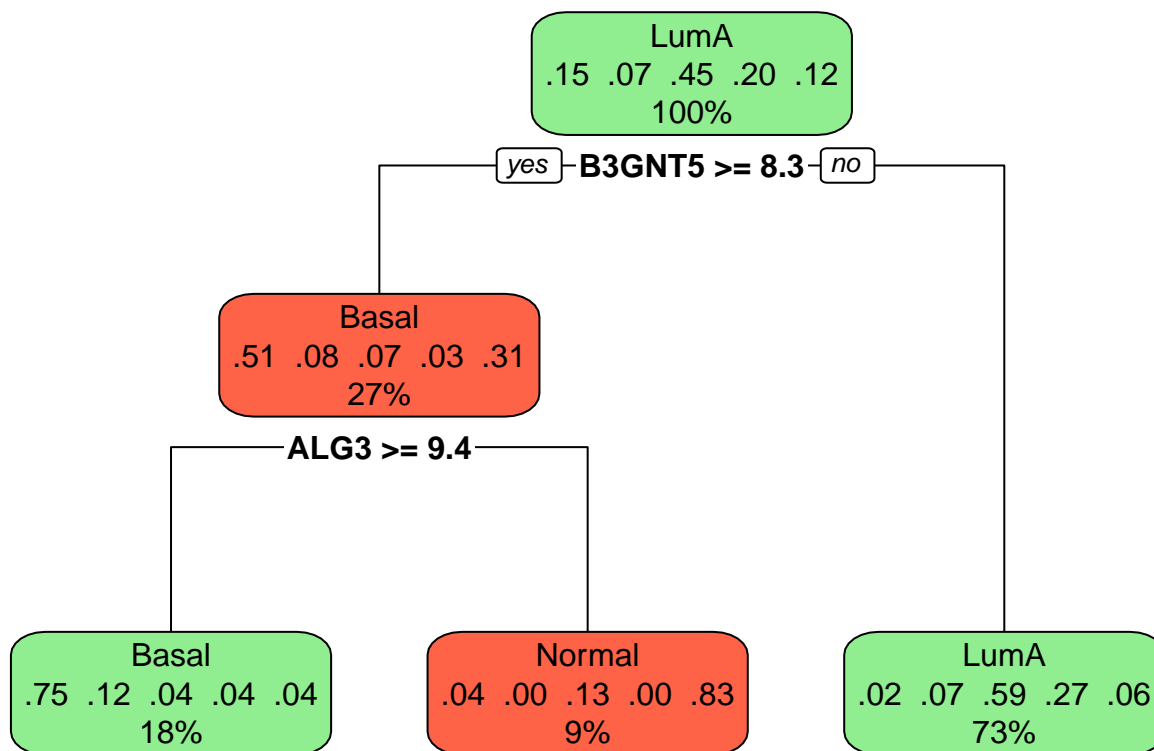 LumA
.15 .07 .45 .20 .12
100%
yes B3GNT5 >= 8.3 no
Basal
.51 .08 .07 .03 .31
27%
ALG3 >= 9.4
Basal
.75 .12 .04 .04 .04
18%
Normal
.04 .00 .13 .00 .83
9%
LumA
.02 .07 .59 .27 .06
73%